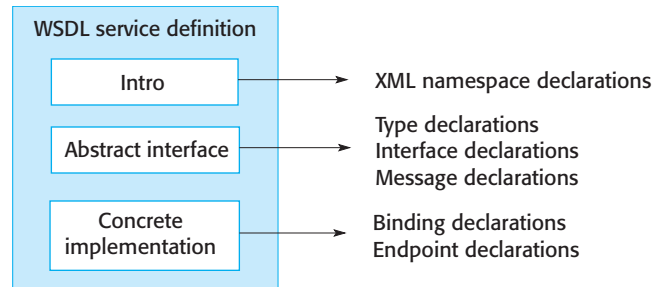 WSDL service definition
Intro
XML namespace declarations
Abstract interface
Type declarations
Interface declarations
Message declarations
Concrete
implementation
Binding declarations
Endpoint declarations